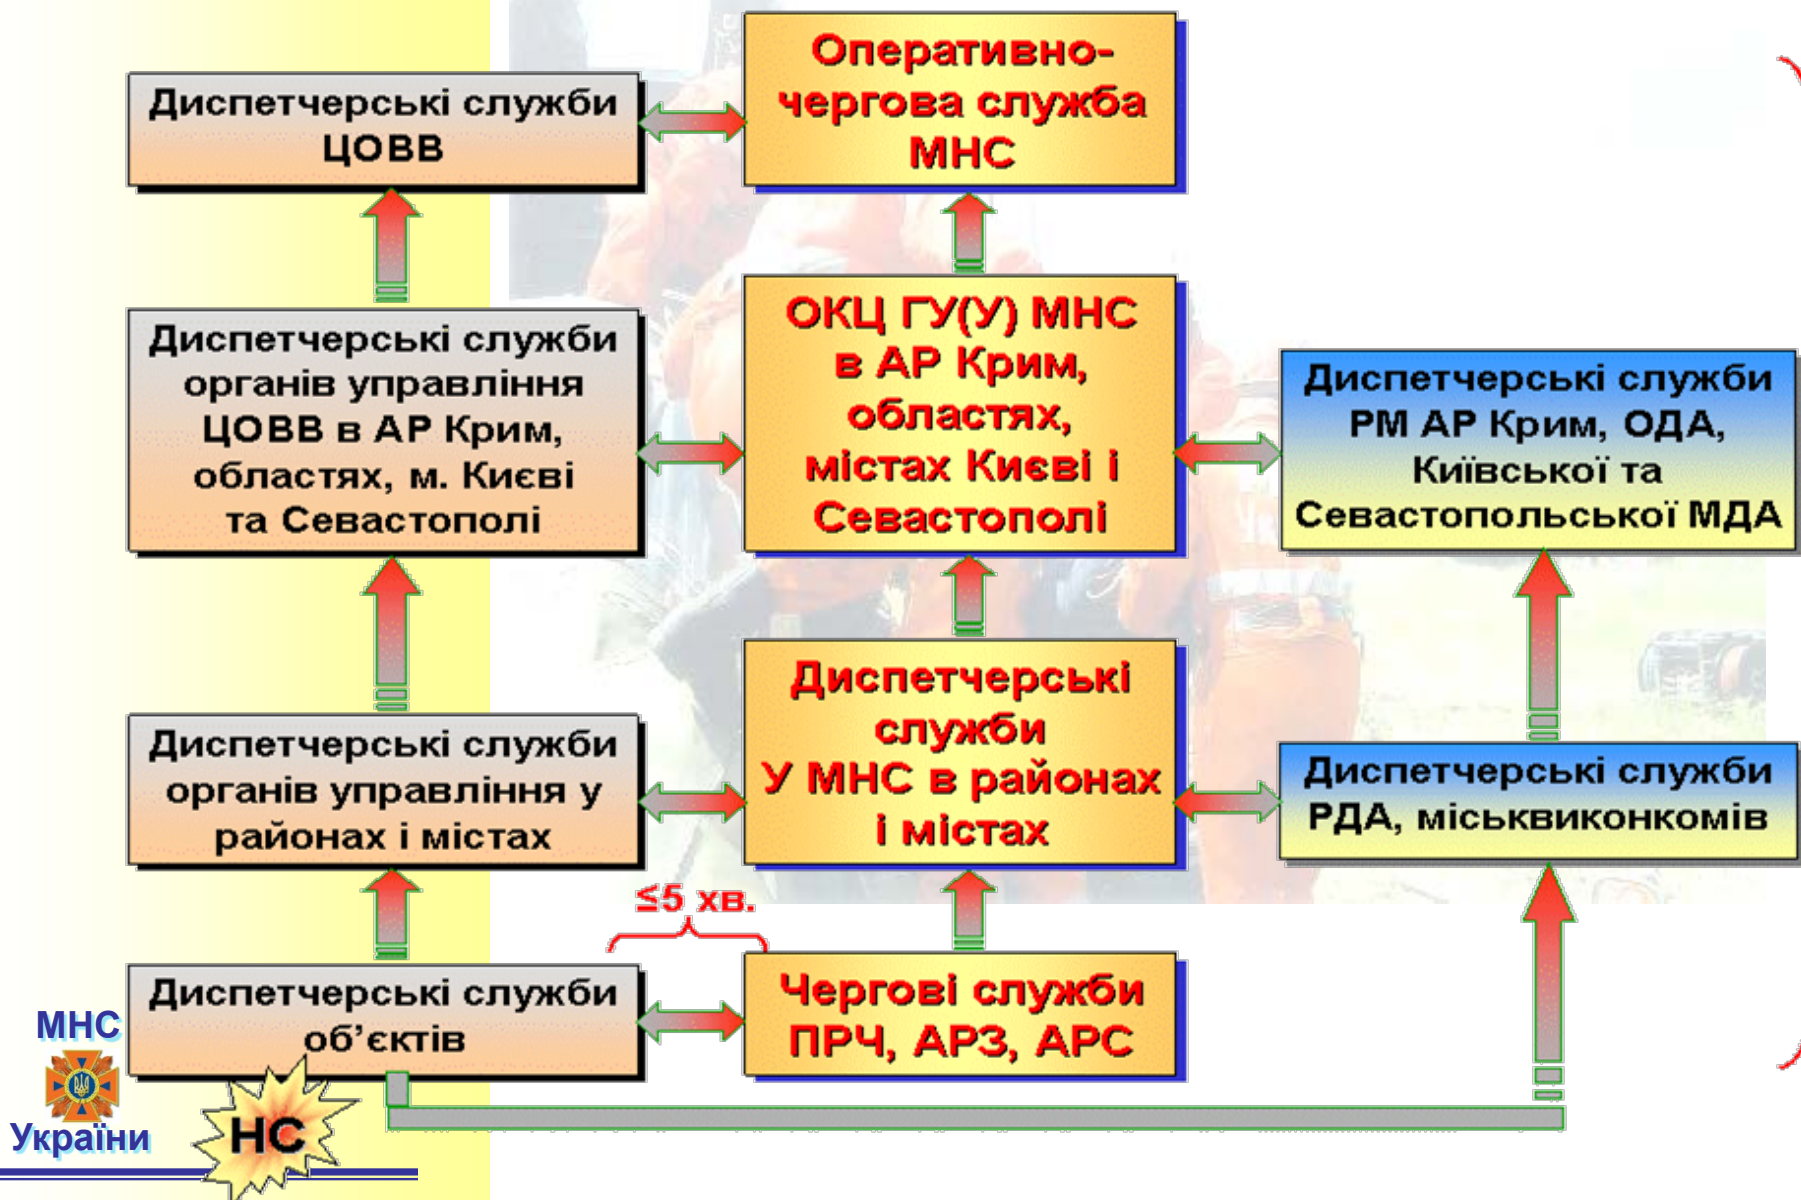 Оперативно-
чергова служба
МНС
Диспетчерські служби
ЦОВВ
ОКЦ ГУ(У) МНС
в АР Крим,
областях,
містах Києві і
Севастополі
Диспетчерські служби
органів управління
ЦОВВ в АР Крим,
областях, м. Києві
та Севастополі
Диспетчерські служби
РМ АР Крим, ОДА,
Київської та
Севастопольської МДА
Диспетчерські
служби
У МНС в районах
і містах
Диспетчерські служби
органів управління у
районах і містах
Диспетчерські служби
РДА, міськвиконкомів
≤5 хв.
Диспетчерські служби
об’єктів
Чергові служби
ПРЧ, АРЗ, АРС
МНС
України
НС